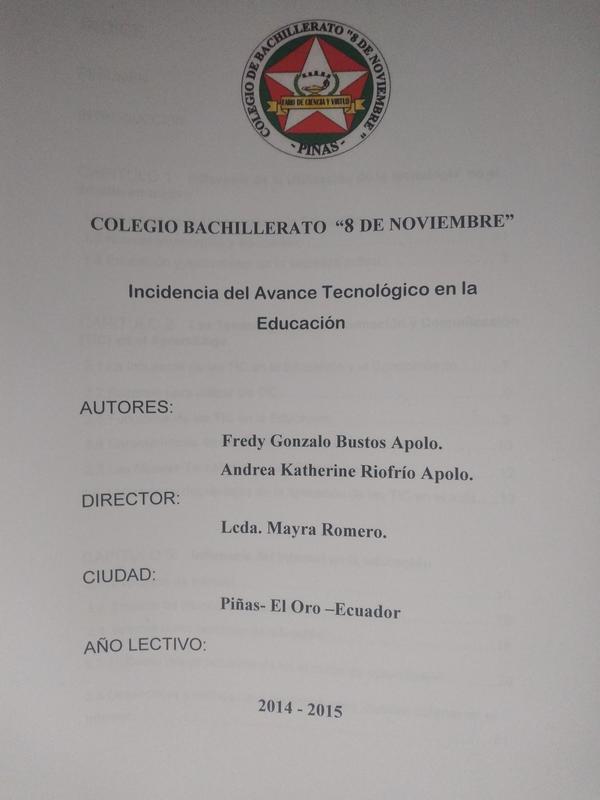 COLEGIO DE BACHILLERATO "8 DE NOVIEMBRE"
FARO DE CIENCIA Y VIRTUD
- PIÑAS -
COLEGIO BACHILLERATO “8 DE NOVIEMBRE”
Incidencia del Avance Tecnológico en la
Educación
AUTORES:
Fredy Gonzalo Bustos Apolo.
Andrea Katherine Riofrío Apolo.
DIRECTOR:
Lcda. Mayra Romero.
CIUDAD:
Piñas- El Oro –Ecuador
AÑO LECTIVO:
2014 - 2015